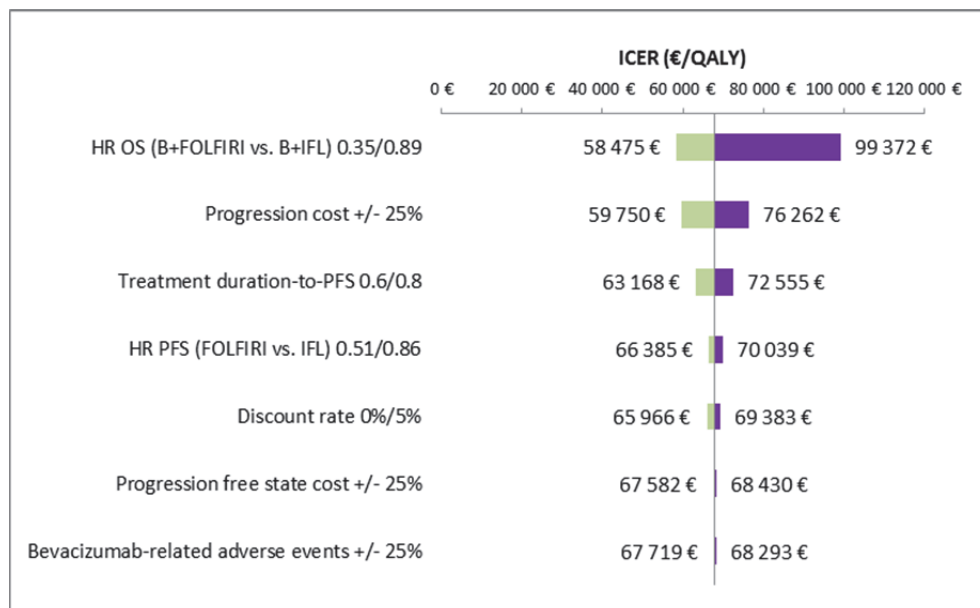 ICER (€/QALY)
0 € 20 000 € 40 000 € 60 000 € 80 000 € 100 000 € 120 000 €
HR OS (B+FOLFIRI vs. B+IFL) 0.35/0.89 58 475 € 99 372 €
Progression cost +/- 25% 59 750 € 76 262 €
Treatment duration-to-PFS 0.6/0.8 63 168 € 72 555 €
HR PFS (FOLFIRI vs. IFL) 0.51/0.86 66 385 € 70 039 €
Discount rate 0%/5% 65 966 € 69 383 €
Progression free state cost +/- 25% 67 582 € 68 430 €
Bevacizumab-related adverse events +/- 25% 67 719 € 68 293 €